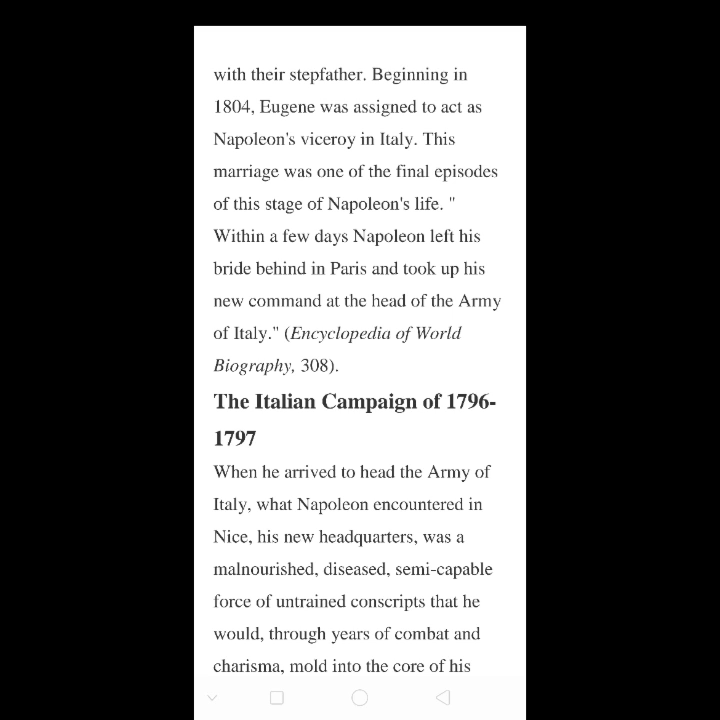 with their stepfather. Beginning in
1804, Eugene was assigned to act as
Napoleon's viceroy in Italy. This
marriage was one of the final episodes
of this stage of Napoleon's life. "
Within a few days Napoleon left his
bride behind in Paris and took up his
new command at the head of the Army
of Italy." (Encyclopedia of World
Biography, 308).
The Italian Campaign of 1796-
1797
When he arrived to head the Army of
Italy, what Napoleon encountered in
Nice, his new headquarters, was a
malnourished, diseased, semi-capable
force of untrained conscripts that he
would, through years of combat and
charisma, mold into the core of his